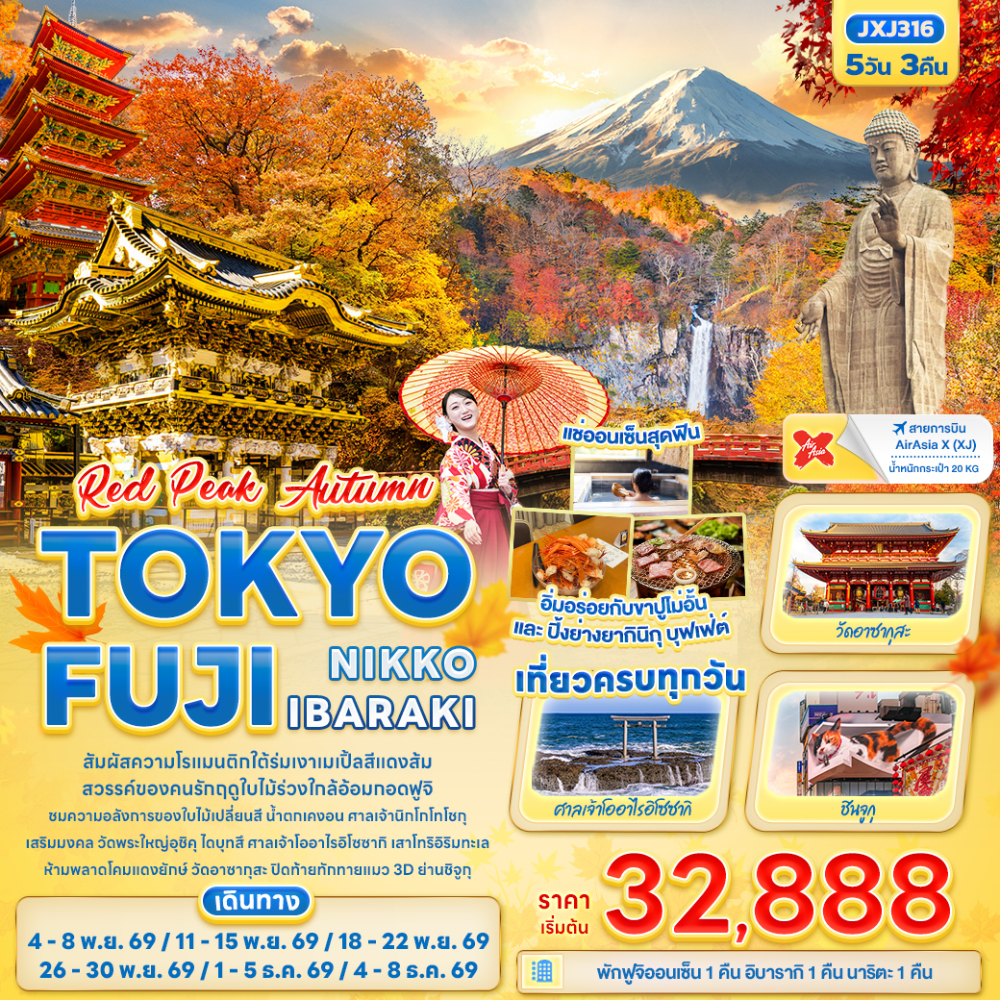 JXJ316
5วัน 3คืน
แช่ออนเซ็นสุดฟิน
Air
Asia
สายการบิน
AirAsia X (XJ)
น้ำหนักกระเป๋า 20 KG
Red Peak Autumn
TOKYO
FUJI
NIKKO
IBARAKI
อิ่มอร่อยกับขาปูไม่อั้น
และ ปิ้งย่างยากินิกุ บุฟเฟ่ต์
เที่ยวครบทุกวัน
วัดอาซากุสะ
ศาลเจ้าโออาไรอิโซซากิ
ชินจูกุ
สัมผัสความโรแมนติกใต้ร่มเงาเมเปิ้ลสีแดงส้ม
สวรรค์ของคนรักฤดูใบไม้ร่วงใกล้อ้อมกอดฟูจิ
ชมความอลังการของใบไม้เปลี่ยนสี น้ำตกเคงอน ศาลเจ้านิกโกโทโชกุ
เสริมมงคล วัดพระใหญ่อุชิคุ ไดบุทสึ ศาลเจ้าโออาไรอิโซซากิ เสาโทริอิริมทะเล
ห้ามพลาดโคมแดงยักษ์ วัดอาซากุสะ ปิดท้ายทักทายแมว 3D ย่านชิจูกุ
เดินทาง
4 - 8 พ.ย. 69 / 11 - 15 พ.ย. 69 / 18 - 22 พ.ย. 69
26 - 30 พ.ย. 69 / 1 - 5 ธ.ค. 69 / 4 - 8 ธ.ค. 69
ราคา
เริ่มต้น
32,888
พักฟูจิออนเซ็น 1 คืน อิบารากิ 1 คืน นาริตะ 1 คืน